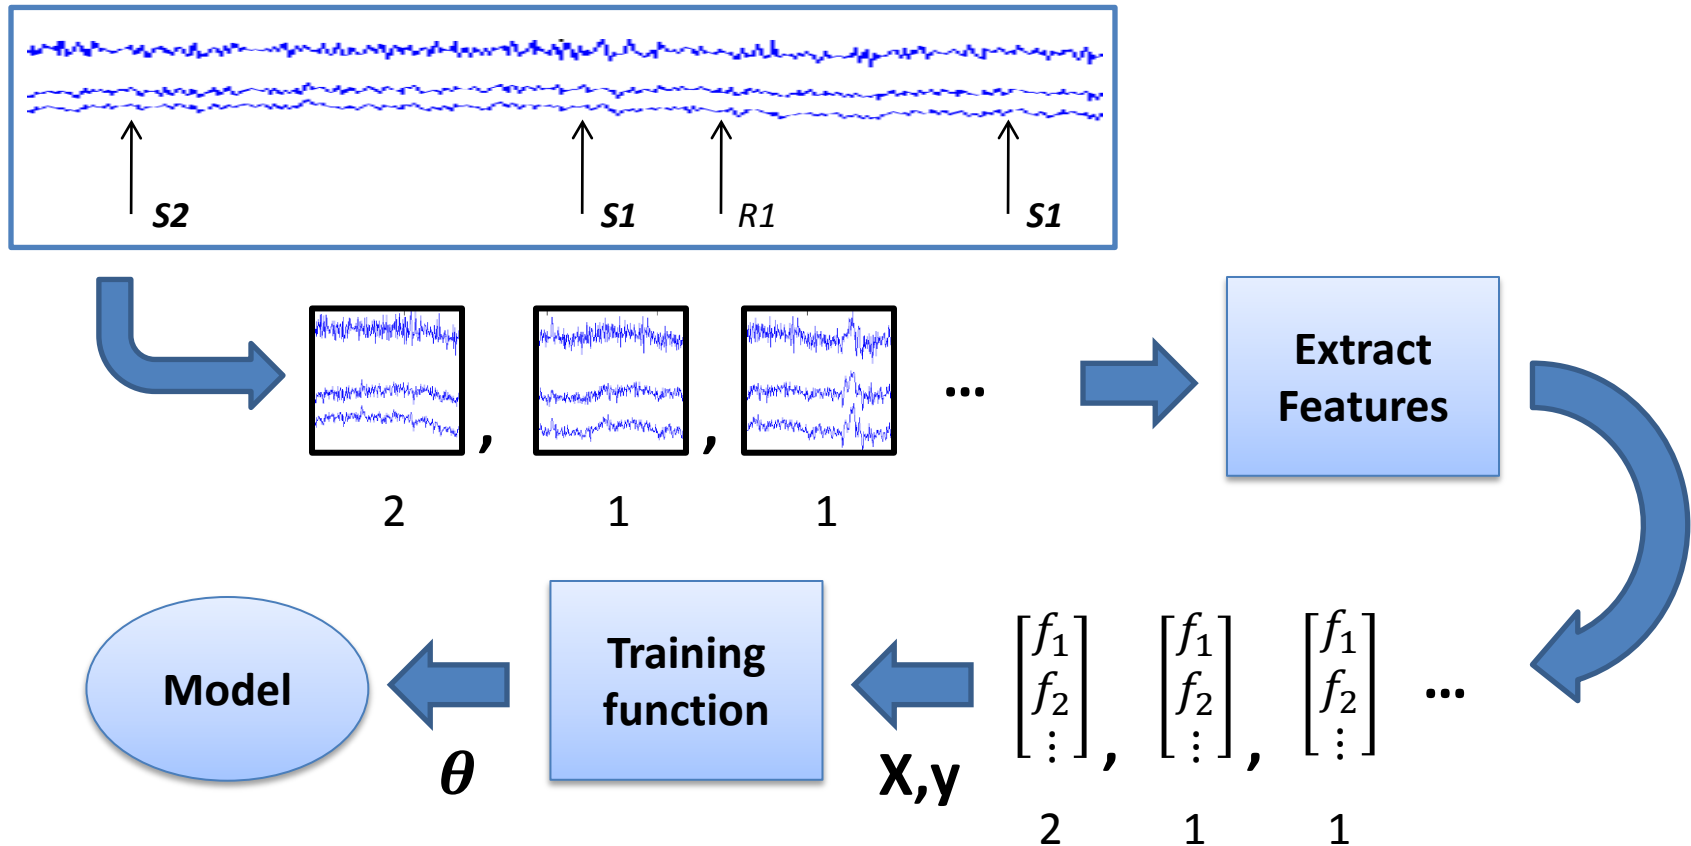 S2 S1 R1 S1
, , ...
Extract
Features
2 1 1
Model
Training
function
θ
X,y
f₁ f₁ f₁
f₂ f₂ f₂ ...
⋮ , ⋮ , ⋮
2 1 1